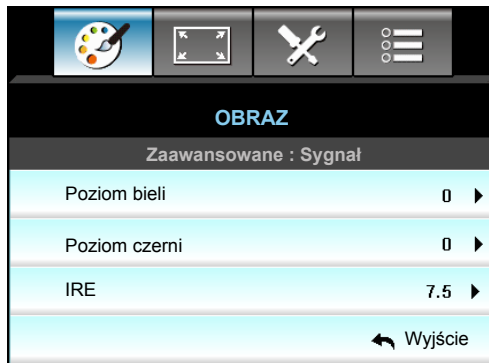 OBRAZ
Zaawansowane : Sygnał
Poziom bieli 0
Poziom czerni 0
IRE 7.5
Wyjście